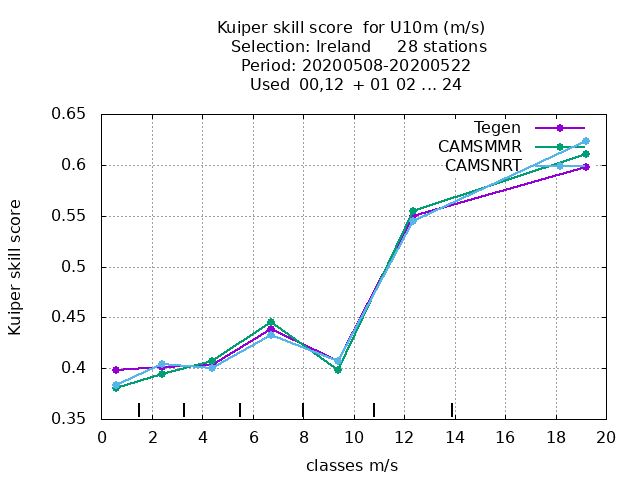 Kuiper skill score  for U10m (m/s)
Selection: Ireland     28 stations
Period: 20200508-20200522
Used  00,12  + 01 02 ... 24
0.65
0.6
0.55
0.5
0.45
0.4
0.35
Kuiper skill score
Tegen
CAMSMMR
CAMSNRT
0 2 4 6 8 10 12 14 16 18 20
classes m/s